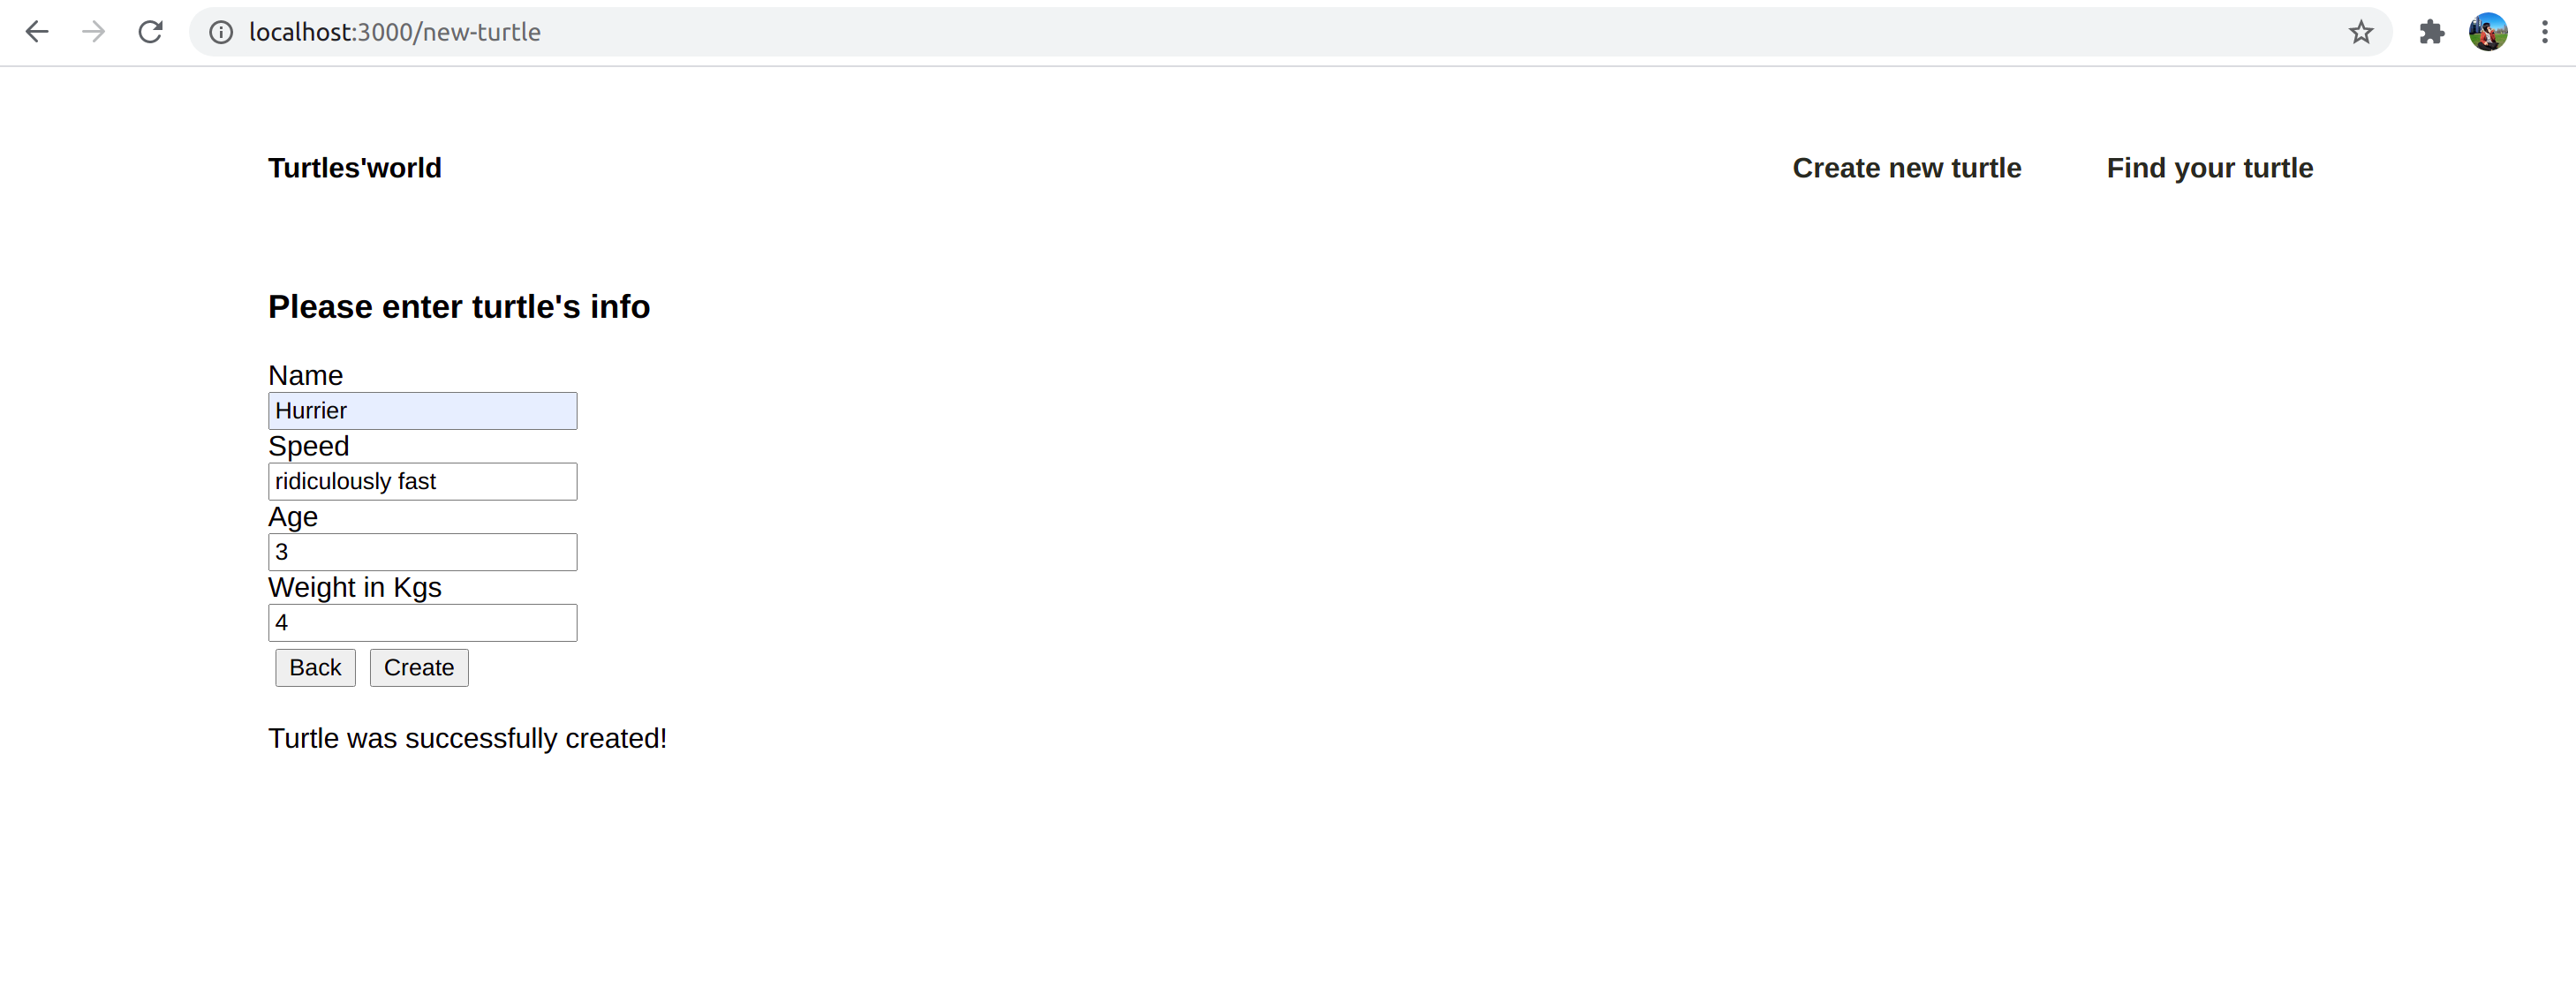 localhost:3000/new-turtle
Turtles'world Create new turtle Find your turtle
Please enter turtle's info
Name
Hurrier
Speed
ridiculously fast
Age
3
Weight in Kgs
4
Back Create
Turtle was successfully created!